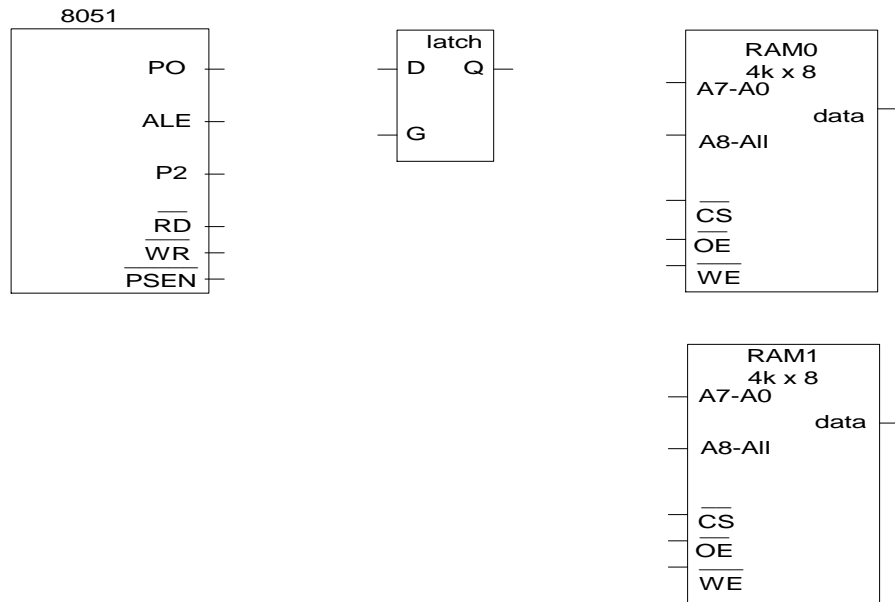 8051
PO
ALE
P2
RD
WR
PSEN
latch
D Q
G
RAM0
4k x 8
A7-A0
data
A8-All
CS
OE
WE
RAM1
4k x 8
A7-A0
data
A8-All
CS
OE
WE